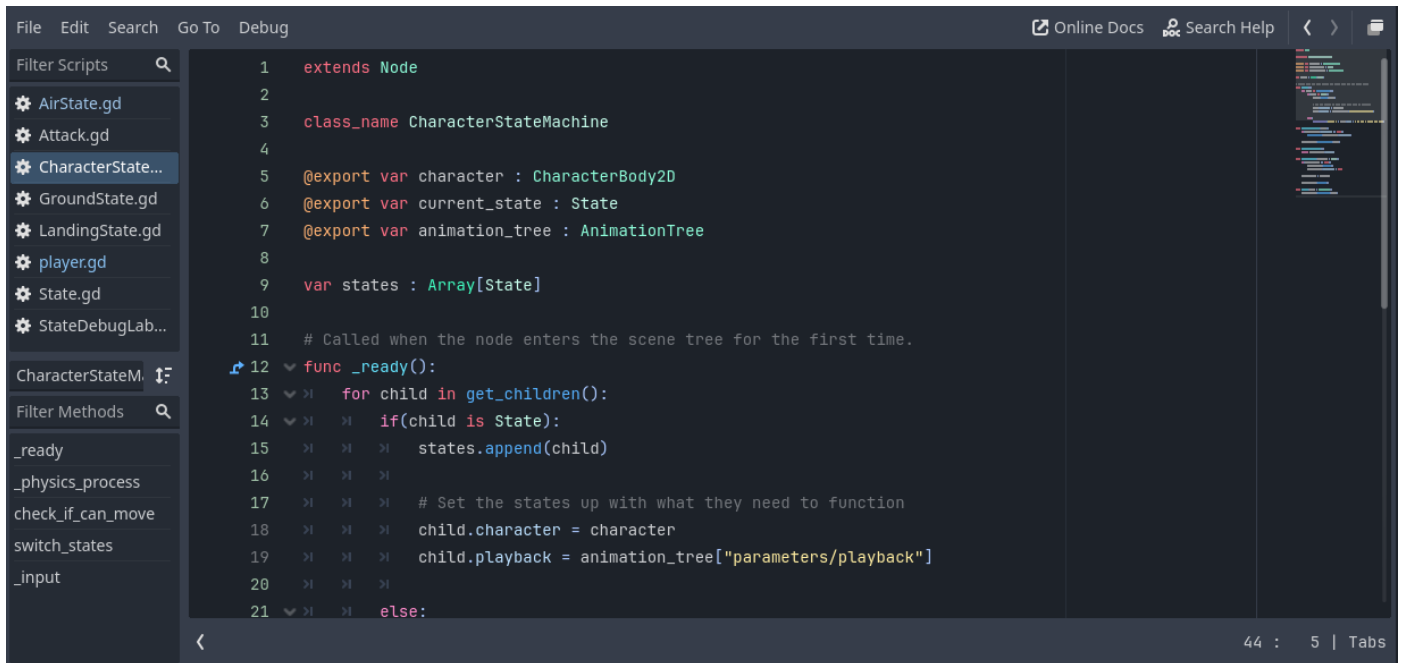 File Edit Search Go To Debug Online Docs Search Help
Filter Scripts
AirState.gd
Attack.gd
CharacterState...
GroundState.gd
LandingState.gd
player.gd
State.gd
StateDebugLab...
CharacterStateM
Filter Methods
_ready
_physics_process
check_if_can_move
switch_states
_input
1 extends Node
2
3 class_name CharacterStateMachine
4
5 @export var character : CharacterBody2D
6 @export var current_state : State
7 @export var animation_tree : AnimationTree
8
9 var states : Array[State]
10
11 # Called when the node enters the scene tree for the first time.
12 func _ready():
13 for child in get_children():
14 if(child is State):
15 states.append(child)
16
17 # Set the states up with what they need to function
18 child.character = character
19 child.playback = animation_tree["parameters/playback"]
20
21 else:
44 : 5 | Tabs